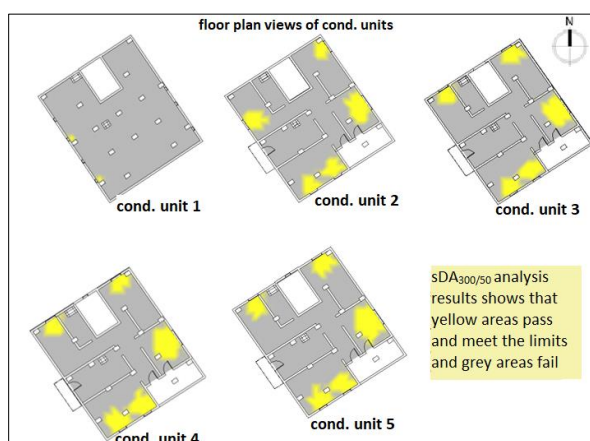 floor plan views of cond. units
N
cond. unit 1
cond. unit 2
cond. unit 3
sDA300/50 analysis
results shows that
yellow areas pass
and meet the limits
and grey areas fail
cond. unit 4
cond. unit 5